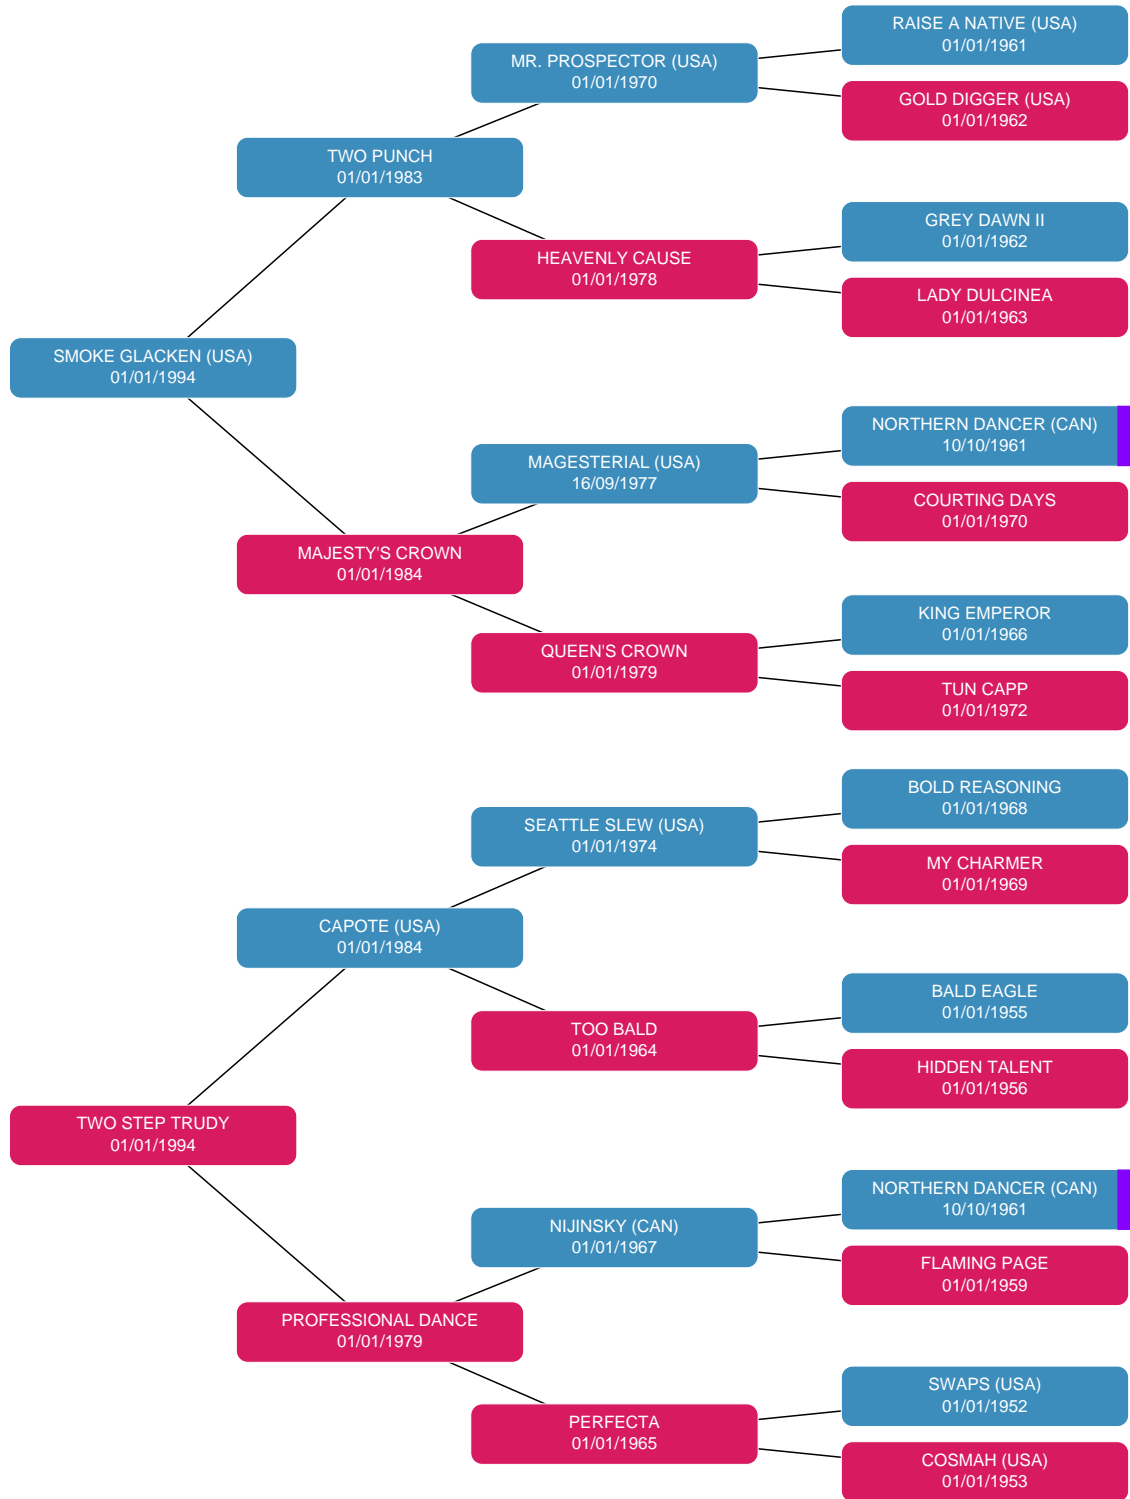 RAISE A NATIVE (USA)
01/01/1961
MR. PROSPECTOR (USA)
01/01/1970
GOLD DIGGER (USA)
01/01/1962
TWO PUNCH
01/01/1983
GREY DAWN II
01/01/1962
HEAVENLY CAUSE
01/01/1978
LADY DULCINEA
01/01/1963
SMOKE GLACKEN (USA)
01/01/1994
NORTHERN DANCER (CAN)
10/10/1961
MAGESTERIAL (USA)
16/09/1977
COURTING DAYS
01/01/1970
MAJESTY'S CROWN
01/01/1984
KING EMPEROR
01/01/1966
QUEEN'S CROWN
01/01/1979
TUN CAPP
01/01/1972
BOLD REASONING
01/01/1968
SEATTLE SLEW (USA)
01/01/1974
MY CHARMER
01/01/1969
CAPOTE (USA)
01/01/1984
BALD EAGLE
01/01/1955
TOO BALD
01/01/1964
HIDDEN TALENT
01/01/1956
TWO STEP TRUDY
01/01/1994
NORTHERN DANCER (CAN)
10/10/1961
NIJINSKY (CAN)
01/01/1967
FLAMING PAGE
01/01/1959
PROFESSIONAL DANCE
01/01/1979
SWAPS (USA)
01/01/1952
PERFECTA
01/01/1965
COSMAH (USA)
01/01/1953